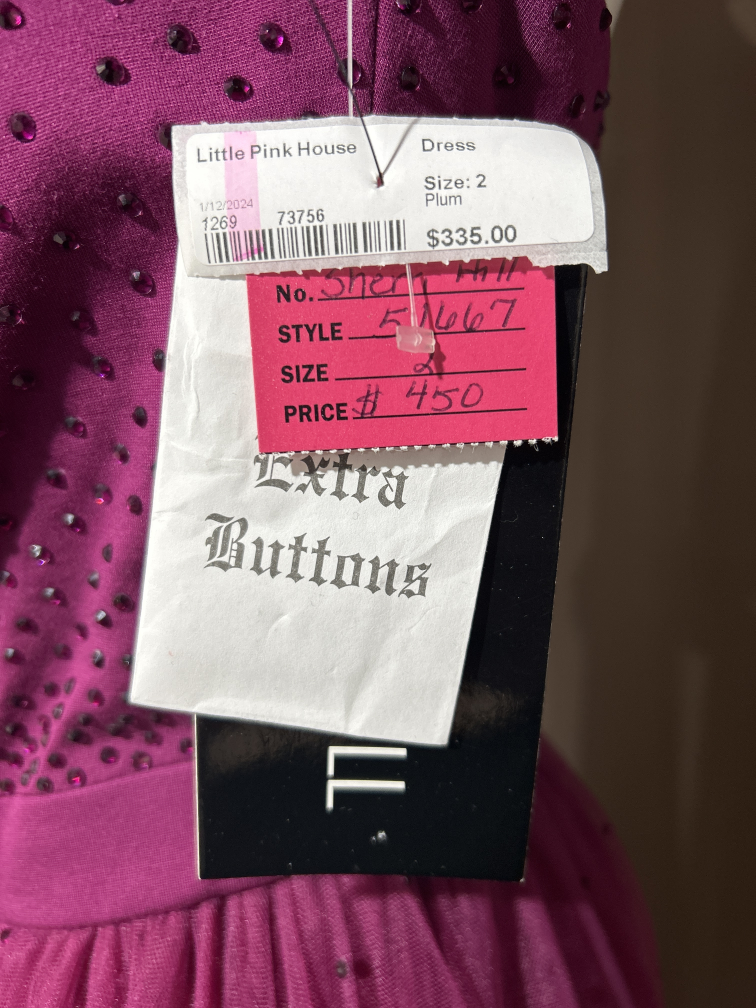 Little Pink House
Dress
Size: 2
Plum
1/12/2024
1269 73756
$335.00
No. Sherri Hill
STYLE 51667
SIZE 2
PRICE $ 450
Extra
Buttons